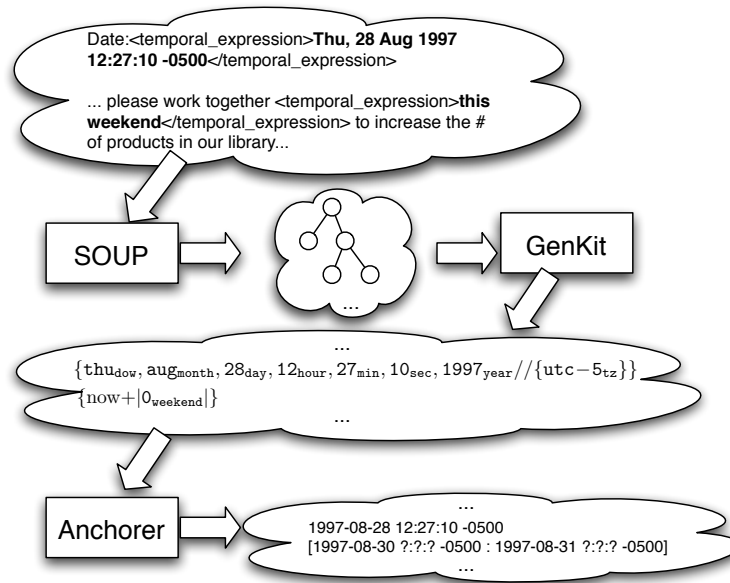 Date:<temporal_expression>Thu, 28 Aug 1997
12:27:10 -0500</temporal_expression>
... please work together <temporal_expression>this
weekend</temporal_expression> to increase the #
of products in our library...
SOUP
...
GenKit
...
{thu_dow, aug_month, 28_day, 12_hour, 27_min, 10_sec, 1997_year//{utc−5_tz}}
{now+|0_weekend|}
...
Anchorer
...
1997-08-28 12:27:10 -0500
[1997-08-30 ?:?:? -0500 : 1997-08-31 ?:?:? -0500]
...